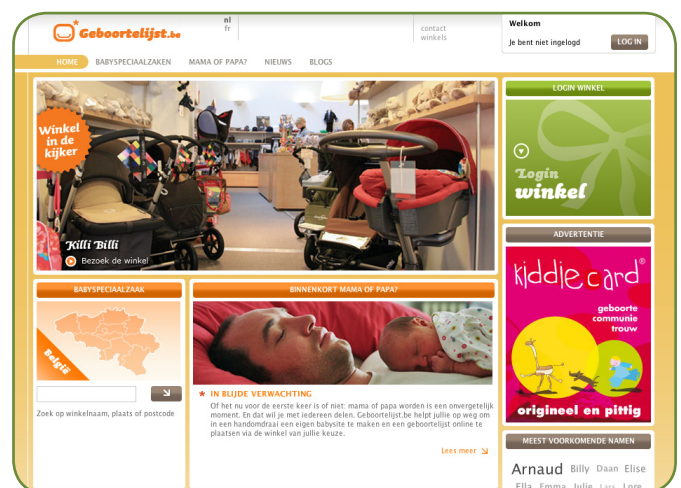 Geboortelijst.be
nl
fr
contact
winkels
Welkom
Je bent niet ingelogd
LOG IN
HOME BABYSPECIAALZAKEN MAMA OF PAPA? NIEUWS BLOGS
Winkel
in de
kijker
Killi Billi
Bezoek de winkel
LOGIN WINKEL
Login
winkel
ADVERTENTIE
kiddiecard®
geboorte
communie
trouw
origineel en pittig
BABYSPECIAALZAAK
België
Zoek op winkelnaam, plaats of postcode
BINNENKORT MAMA OF PAPA?
* IN BLIJDE VERWACHTING
Of het nu voor de eerste keer is of niet: mama of papa worden is een onvergetelijk
moment. En dat wil je met iedereen delen. Geboortelijst.be helpt jullie op weg om
in een handomdraai een eigen babysite te maken en een geboortelijst online te
plaatsen via de winkel van jullie keuze.
Lees meer
MEEST VOORKOMENDE NAMEN
Arnaud Billy Daan Elise
Ella Emma Julie Lars Lore